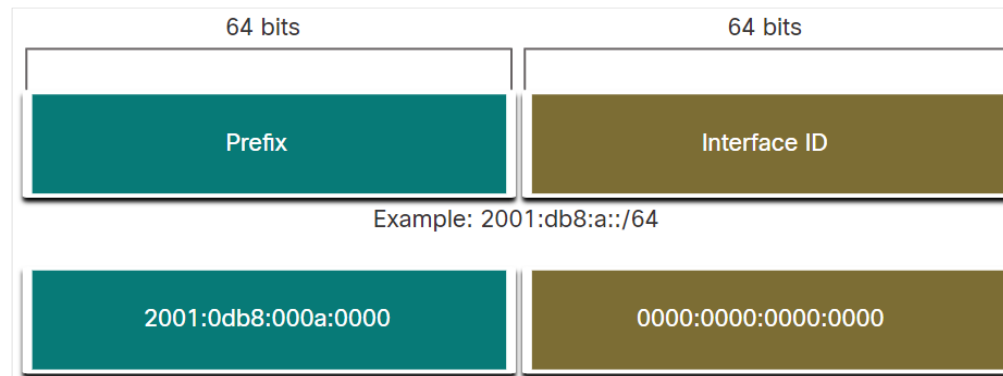 64 bits 64 bits
Prefix Interface ID
Example: 2001:db8:a::/64
2001:0db8:000a:0000 0000:0000:0000:0000